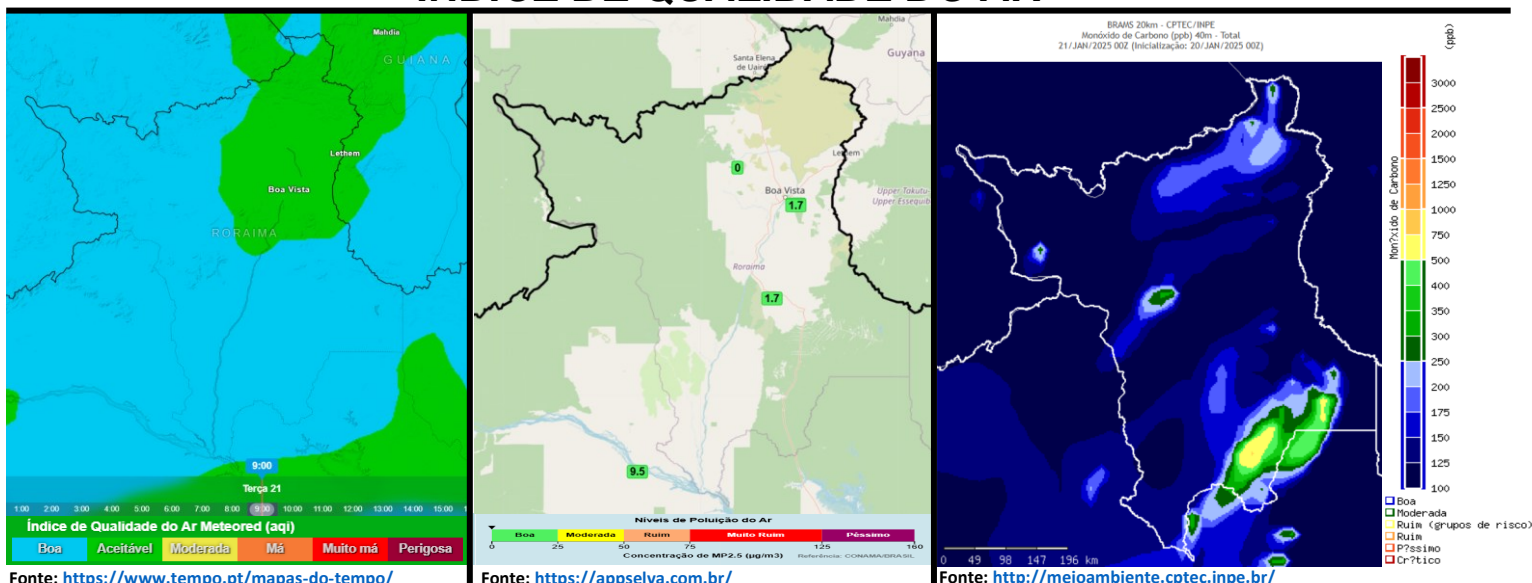 ÍNDICE DE QUALIDADE DO AR
Mahdia
GUIANA
Lethem
Boa Vista
RORAIMA
9:00
Terça 21
1:00 2:00 3:00 4:00 5:00 6:00 7:00 8:00 9:00 10:00 11:00 12:00 13:00 14:00 15:00
Índice de Qualidade do Ar Meteored (aqi)
Boa Aceitável Moderada Má Muito má Perigosa
Fonte: https://www.tempo.pt/mapas-do-tempo/
Mahdia
Guyana
Santa Elena
de Uairé
Lethem
0
Boa Vista
1.7
Upper Takutu-
Upper Essequib
Roraima
1.7
9.5
Níveis de Poluição do Ar
Boa Moderada Ruim Muito Ruim Péssimo
0 25 50 75 125 160
Concentração de MP2.5 (µg/m3) Referência: CONAMA/BRASIL
Fonte: https://appselva.com.br/
BRAMS 20km - CPTEC/INPE
Monóxido de Carbono (ppb) 40m - Total
21/JAN/2025 00Z (Inicialização: 20/JAN/2025 00Z)
(ppb)
Mon?xido de Carbono
3000
2500
2000
1500
1250
1000
750
500
400
350
300
250
200
175
150
125
100
Boa
Moderada
Ruim (grupos de risco)
Ruim
P?ssimo
Cr?tico
0 49 98 147 196 km
Fonte: http://meioambiente.cptec.inpe.br/